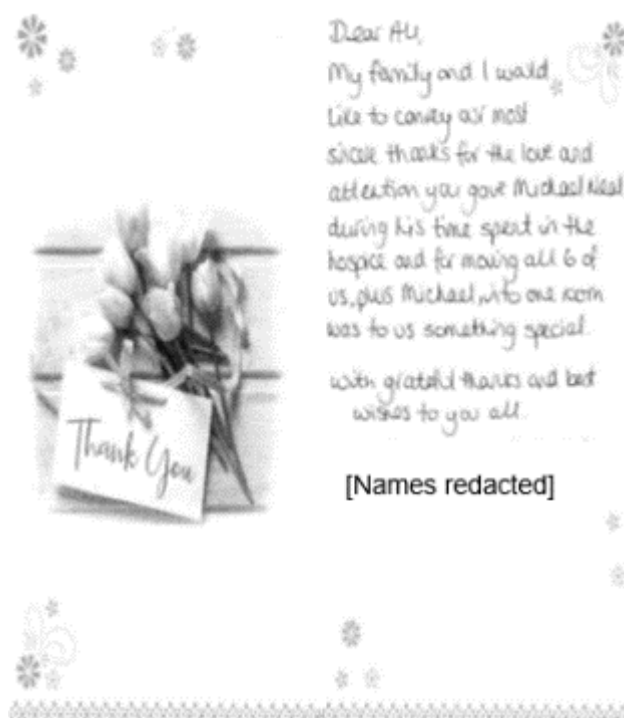 Thank You
Dear All,
My family and I would
like to convey our most
sincere thanks for the love and
attention you gave Michael Neal
during his time spent in the
hospice and for moving all 6 of
us, plus Michael, into one room
was to us something special.
with grateful thanks and best
wishes to you all.
[Names redacted]